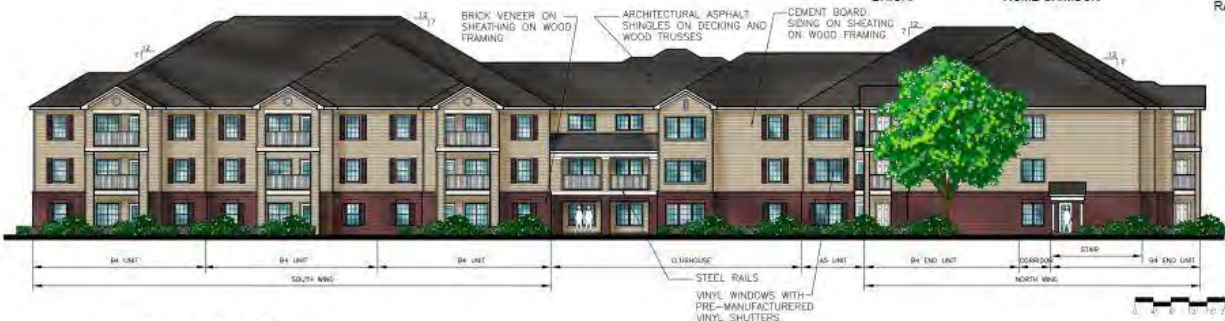 12
7
BRICK VENEER ON
SHEATHING ON WOOD
FRAMING
ARCHITECTURAL ASPHALT
SHINGLES ON DECKING AND
WOOD TRUSSES
CEMENT BOARD
SIDING ON SHEATING
ON WOOD FRAMING
12
7
12
7
12
7
B4 UNIT
B4 UNIT
B4 UNIT
CLUBHOUSE
A5 UNIT
B4 END UNIT
CORRIDOR
STAIR
B4 END UNIT
SOUTH WING
NORTH WING
STEEL RAILS
VINYL WINDOWS WITH
PRE-MANUFACTURERED
VINYL SHUTTERS